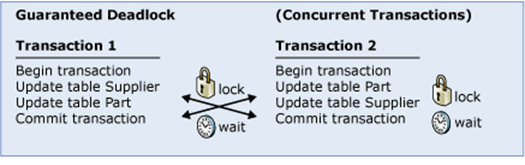 Guaranteed Deadlock
(Concurrent Transactions)
Transaction 1
Begin transaction
Update table Supplier
Update table Part
Commit transaction
lock
wait
Transaction 2
Begin transaction
Update table Part
Update table Supplier
Commit transaction
lock
wait